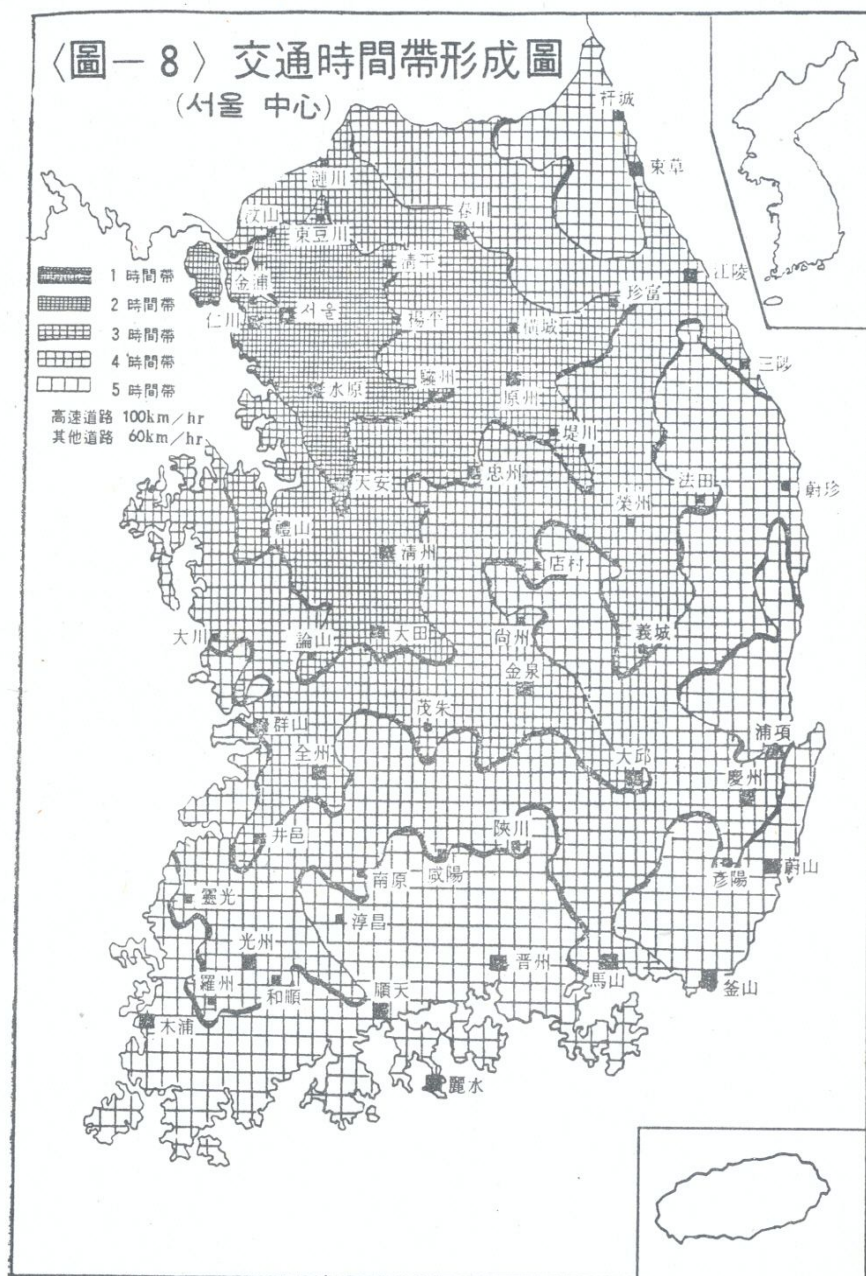 〈圖－8〉 交通時間帶形成圖
(서울 中心)
杆城
束草
漣川
汶山
東豆川
春川
淸平
江陵
1 時間帶
2 時間帶
3 時間帶
4 時間帶
5 時間帶
高速道路 100km/hr
其他道路 60km/hr
金浦
서울
仁川
楊平
橫城
珍富
三陟
水原
驪州
原州
堤川
天安
忠州
榮州
法田
蔚珍
禮山
淸州
店村
大川
論山
大田
尙州
義城
金泉
群山
茂朱
全州
大邱
浦項
慶州
井邑
陜川
咸陽
彥陽
蔚山
南原
靈光
淳昌
光州
晋州
馬山
釜山
羅州
和順
順天
木浦
麗水